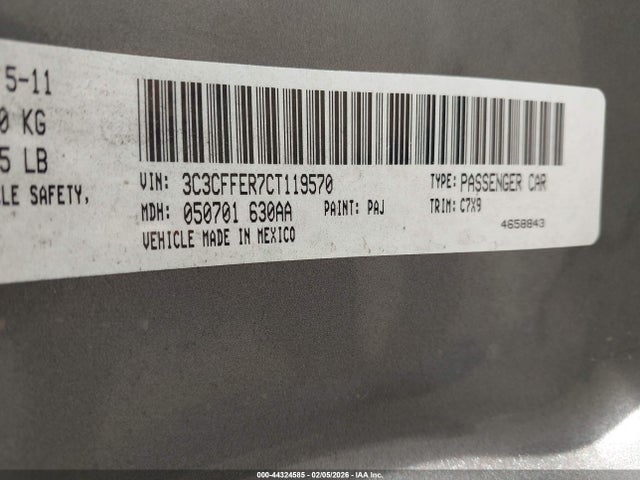 5-11
0 KG
5 LB
LE SAFETY,
VIN: 3C3CFFER7CT119570 TYPE: PASSENGER CAR
MDH: 050701 630AA PAINT: PAJ TRIM: C7X9
VEHICLE MADE IN MEXICO 4658843
000-44324585 - 02/05/2026 - IAA, Inc.